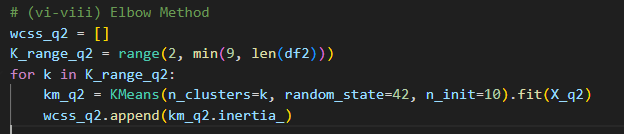 # (vi-viii) Elbow Method
wcss_q2 = []
K_range_q2 = range(2, min(9, len(df2)))
for k in K_range_q2:
    km_q2 = KMeans(n_clusters=k, random_state=42, n_init=10).fit(X_q2)
    wcss_q2.append(km_q2.inertia_)